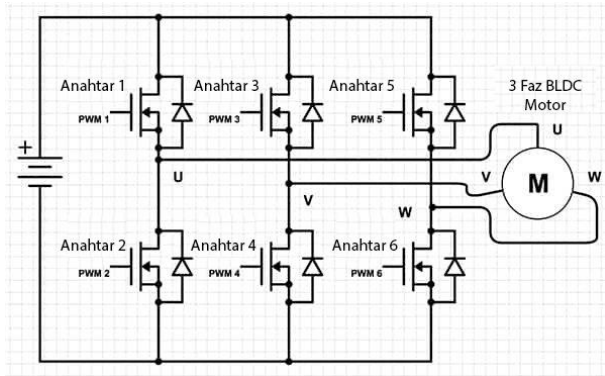 Anahtar 1
Anahtar 3
Anahtar 5
3 Faz BLDC
Motor
PWM 1
PWM 3
PWM 5
U
+
U
V
W
M
V
W
Anahtar 2
Anahtar 4
Anahtar 6
PWM 2
PWM 4
PWM 6